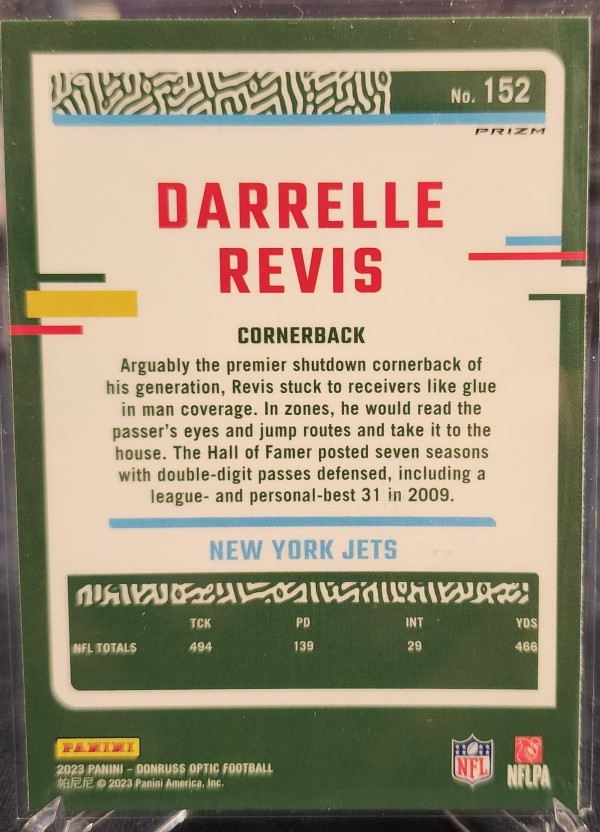 No. 152
PRIZM
DARRELLE
REVIS
CORNERBACK
Arguably the premier shutdown cornerback of
his generation, Revis stuck to receivers like glue
in man coverage. In zones, he would read the
passer's eyes and jump routes and take it to the
house. The Hall of Famer posted seven seasons
with double-digit passes defensed, including a
league- and personal-best 31 in 2009.
NEW YORK JETS
TCK PD INT YDS
NFL TOTALS 494 139 29 466
PANINI
2023 PANINI – DONRUSS OPTIC FOOTBALL
帕尼尼 © 2023 Panini America, Inc.
NFL
NFLPA